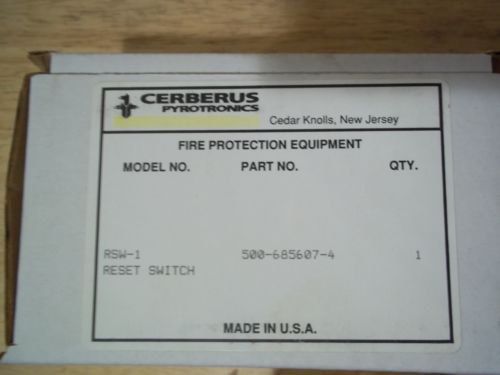 CERBERUS
PYROTRONICS
Cedar Knolls, New Jersey
FIRE PROTECTION EQUIPMENT
MODEL NO. PART NO. QTY.
RSW-1 500-685607-4 1
RESET SWITCH
MADE IN U.S.A.